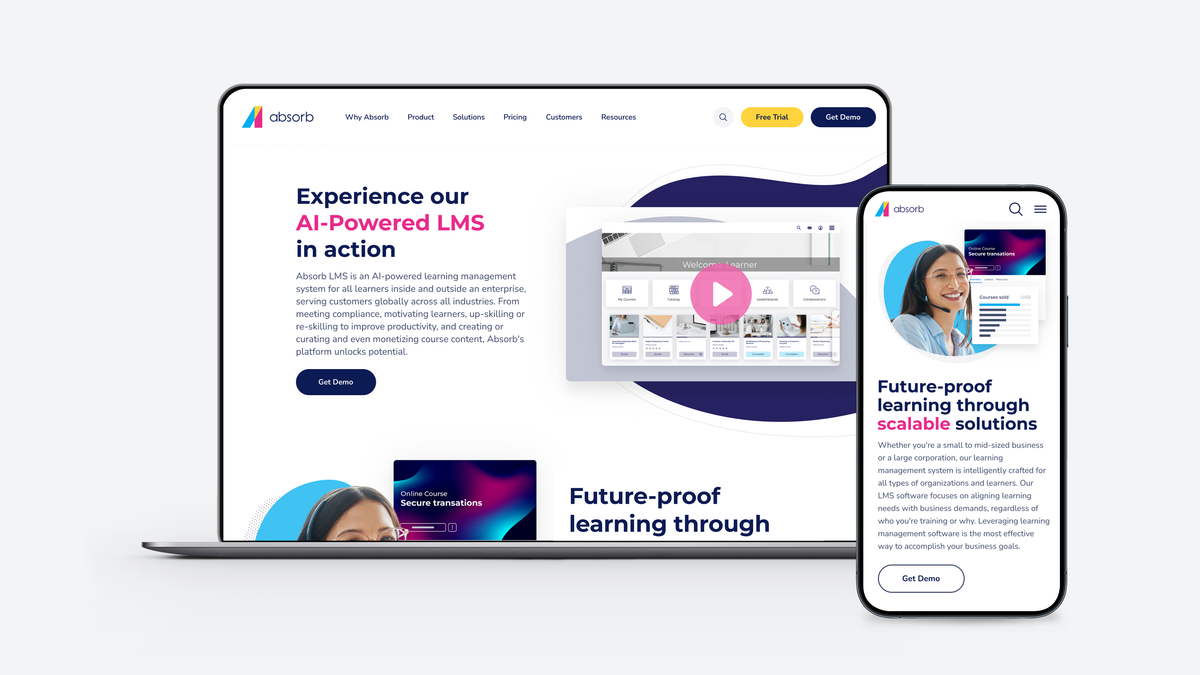 absorb
Why Absorb
Product
Solutions
Pricing
Customers
Resources
Free Trial
Get Demo
Experience our
AI-Powered LMS
in action
Absorb LMS is an AI-powered learning management
system for all learners inside and outside an enterprise,
serving customers globally across all industries. From
meeting compliance, motivating learners, up-skilling or
re-skilling to improve productivity, and creating or
curating and even monetizing course content, Absorb's
platform unlocks potential.
Get Demo
My Courses
Catalog
Leaderboards
Collaborations
Online Course
Secure transations
Future-proof
learning through
absorb
Online Course
Secure transations
Courses sold
USD
Future-proof
learning through
scalable solutions
Whether you're a small to mid-sized business
or a large corporation, our learning
management system is intelligently crafted for
all types of organizations and learners. Our
LMS software focuses on aligning learning
needs with business demands, regardless of
who you're training or why. Leveraging learning
management software is the most effective
way to accomplish your business goals.
Get Demo